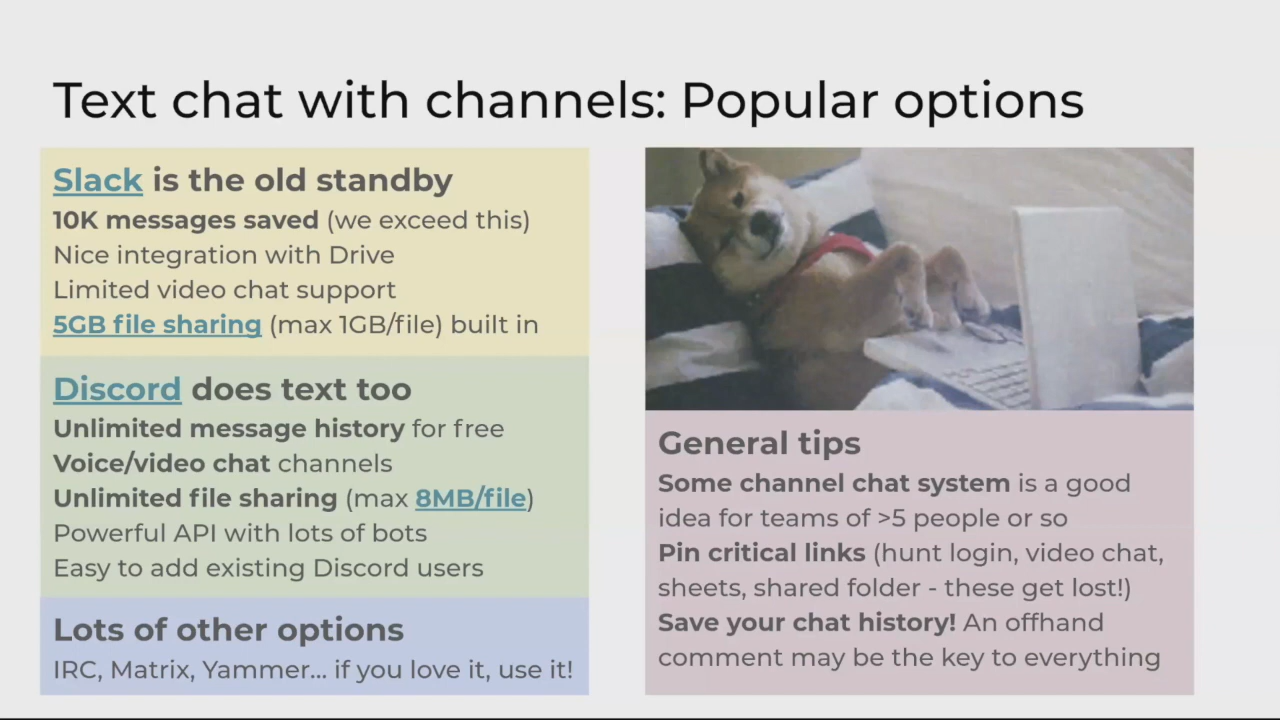 Text chat with channels: Popular options
Slack is the old standby
10K messages saved (we exceed this)
Nice integration with Drive
Limited video chat support
5GB file sharing (max 1GB/file) built in
Discord does text too
Unlimited message history for free
Voice/video chat channels
Unlimited file sharing (max 8MB/file)
Powerful API with lots of bots
Easy to add existing Discord users
Lots of other options
IRC, Matrix, Yammer... if you love it, use it!
General tips
Some channel chat system is a good
idea for teams of >5 people or so
Pin critical links (hunt login, video chat,
sheets, shared folder - these get lost!)
Save your chat history! An offhand
comment may be the key to everything